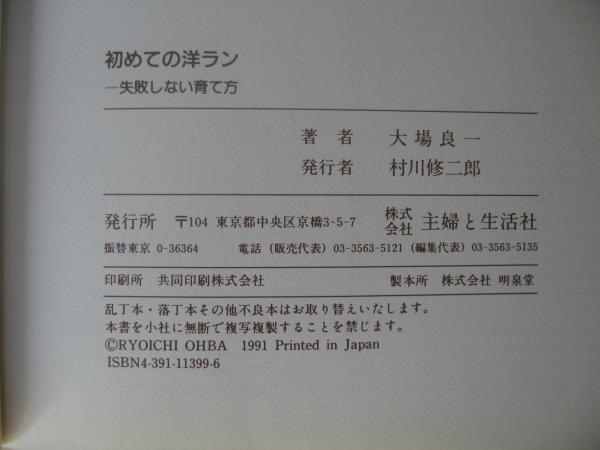 初めての洋ラン
―失敗しない育て方
著者 大場良一
発行者 村川修二郎
発行所 〒104 東京都中央区京橋3-5-7 株式会社 主婦と生活社
振替東京 0-36364 電話(販売代表) 03-3563-5121 (編集代表) 03-3563-5135
印刷所 共同印刷株式会社 製本所 株式会社 明泉堂
乱丁本・落丁本その他不良本はお取り替えいたします。
本書を小社に無断で複写複製することを禁じます。
©RYOICHI OHBA 1991 Printed in Japan
ISBN4-391-11399-6